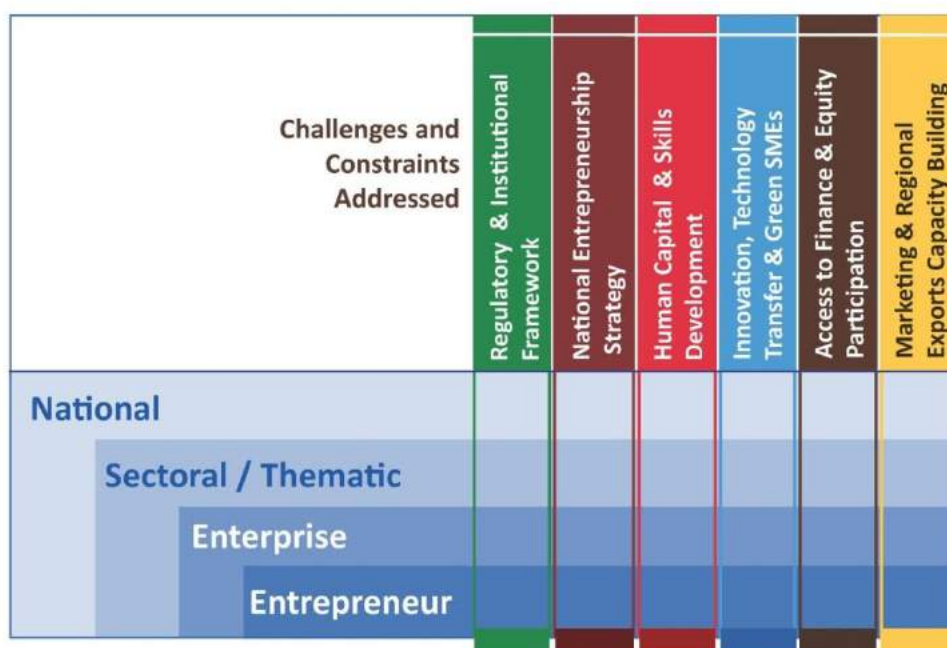 Challenges and
Constraints
Addressed
Regulatory & Institutional
Framework
National Entrepreneurship
Strategy
Human Capital & Skills
Development
Innovation, Technology
Transfer & Green SMEs
Access to Finance & Equity
Participation
Marketing & Regional
Exports Capacity Building
National
Sectoral / Thematic
Enterprise
Entrepreneur